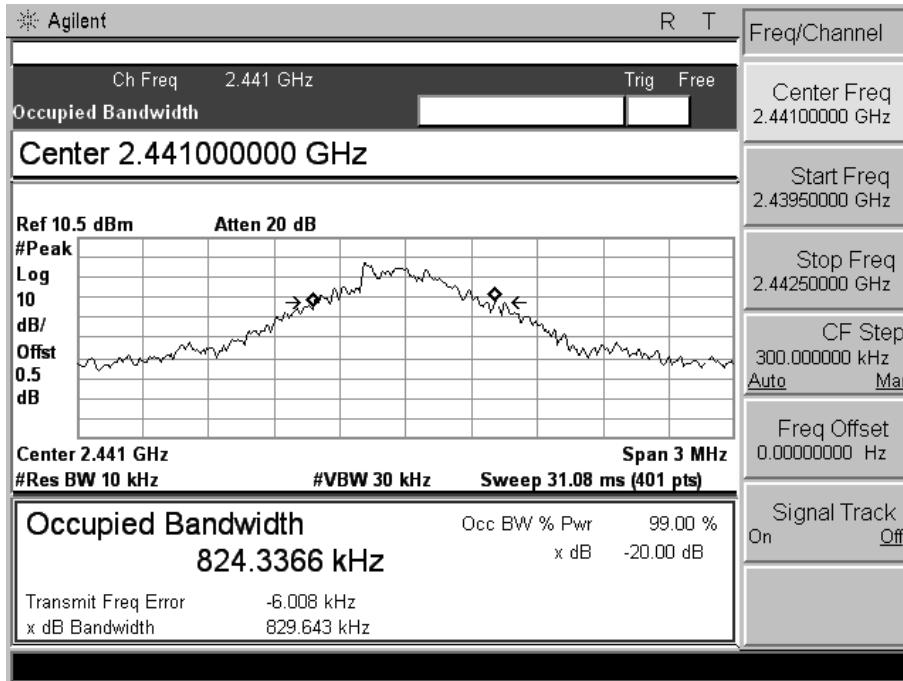 Agilent R T
Freq/Channel
Ch Freq 2.441 GHz Trig Free
Occupied Bandwidth
Center 2.441000000 GHz
Center Freq
2.44100000 GHz
Start Freq
2.43950000 GHz
Stop Freq
2.44250000 GHz
CF Step
300.000000 kHz
Auto Mar
Freq Offset
0.00000000 Hz
Signal Track
On Off
Ref 10.5 dBm Atten 20 dB
#Peak
Log
10
dB/
Offst
0.5
dB
Center 2.441 GHz Span 3 MHz
#Res BW 10 kHz #VBW 30 kHz Sweep 31.08 ms (401 pts)
Occupied Bandwidth
824.3366 kHz
Occ BW % Pwr 99.00 %
x dB -20.00 dB
Transmit Freq Error -6.008 kHz
x dB Bandwidth 829.643 kHz